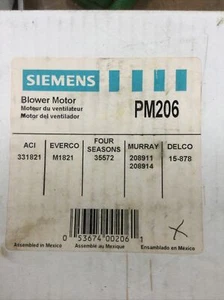 SIEMENS
Blower Motor
Moteur du ventilateur
Motor del ventilador
PM206
ACI EVERCO FOUR SEASONS MURRAY DELCO
331821 M1821 35572 208911 15-878
208914
Assembled in Mexico Assemble au Mexique Ensamblado en México
0 53674 00206 1
X